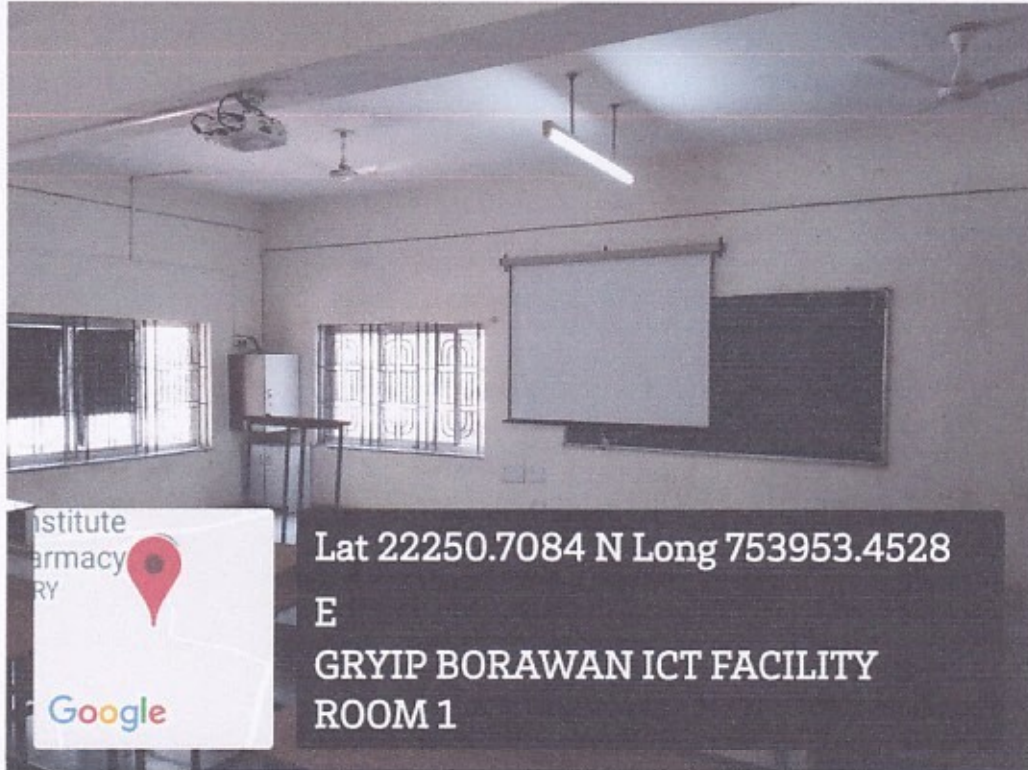 nstitute
armacy
RY
Google
Lat 22250.7084 N Long 753953.4528
E
GRYIP BORAWAN ICT FACILITY
ROOM 1